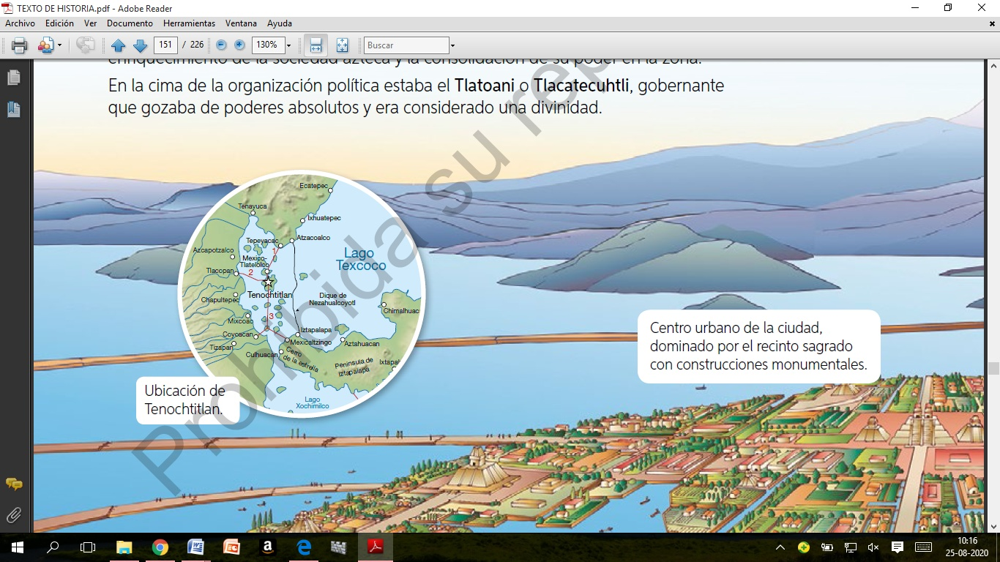 TEXTO DE HISTORIA.pdf - Adobe Reader
Archivo Edición Ver Documento Herramientas Ventana Ayuda
151 / 226 130% Buscar
enriquecimiento de la sociedad azteca y la consolidación de su poder en la zona.
En la cima de la organización política estaba el Tlatoani o Tlacatecuhtli, gobernante
que gozaba de poderes absolutos y era considerado una divinidad.
Prohibida su rep
Ecatepec
Tenayuca
Ixhuatepec
Tepeyacac
Atzacoalco
1
Azcapotzalco
Lago
Texcoco
Mexico-
Tlatelolco
Tlacopan
2
Tenochtitlan
Dique de
Nezahualcoyotl
Chapultepec
Chimalhuac
3
Mixcoac
Iztapalapa
Coyoacan
Mexicaltzingo
Aztahuacan
Tizapan
Culhuacan
Cerro
de la estrella
Peninsula de
Iztapalapa
Ixtapal
Lago
Xochimilco
Ubicación de
Tenochtitlan.
Centro urbano de la ciudad,
dominado por el recinto sagrado
con construcciones monumentales.
10:16
25-08-2020